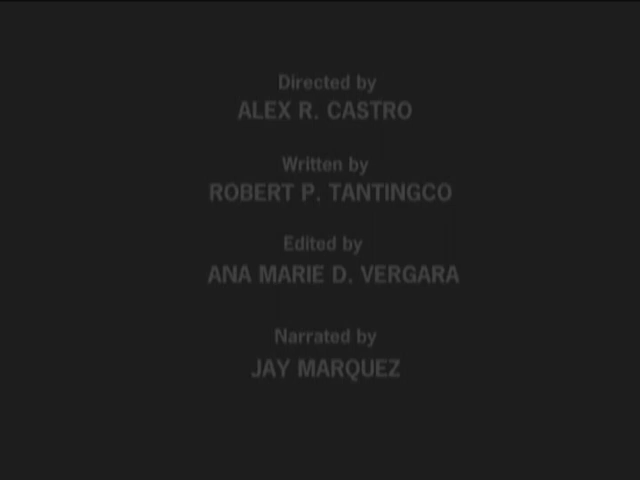 Directed by
ALEX R. CASTRO
Written by
ROBERT P. TANTINGCO
Edited by
ANA MARIE D. VERGARA
Narrated by
JAY MARQUEZ